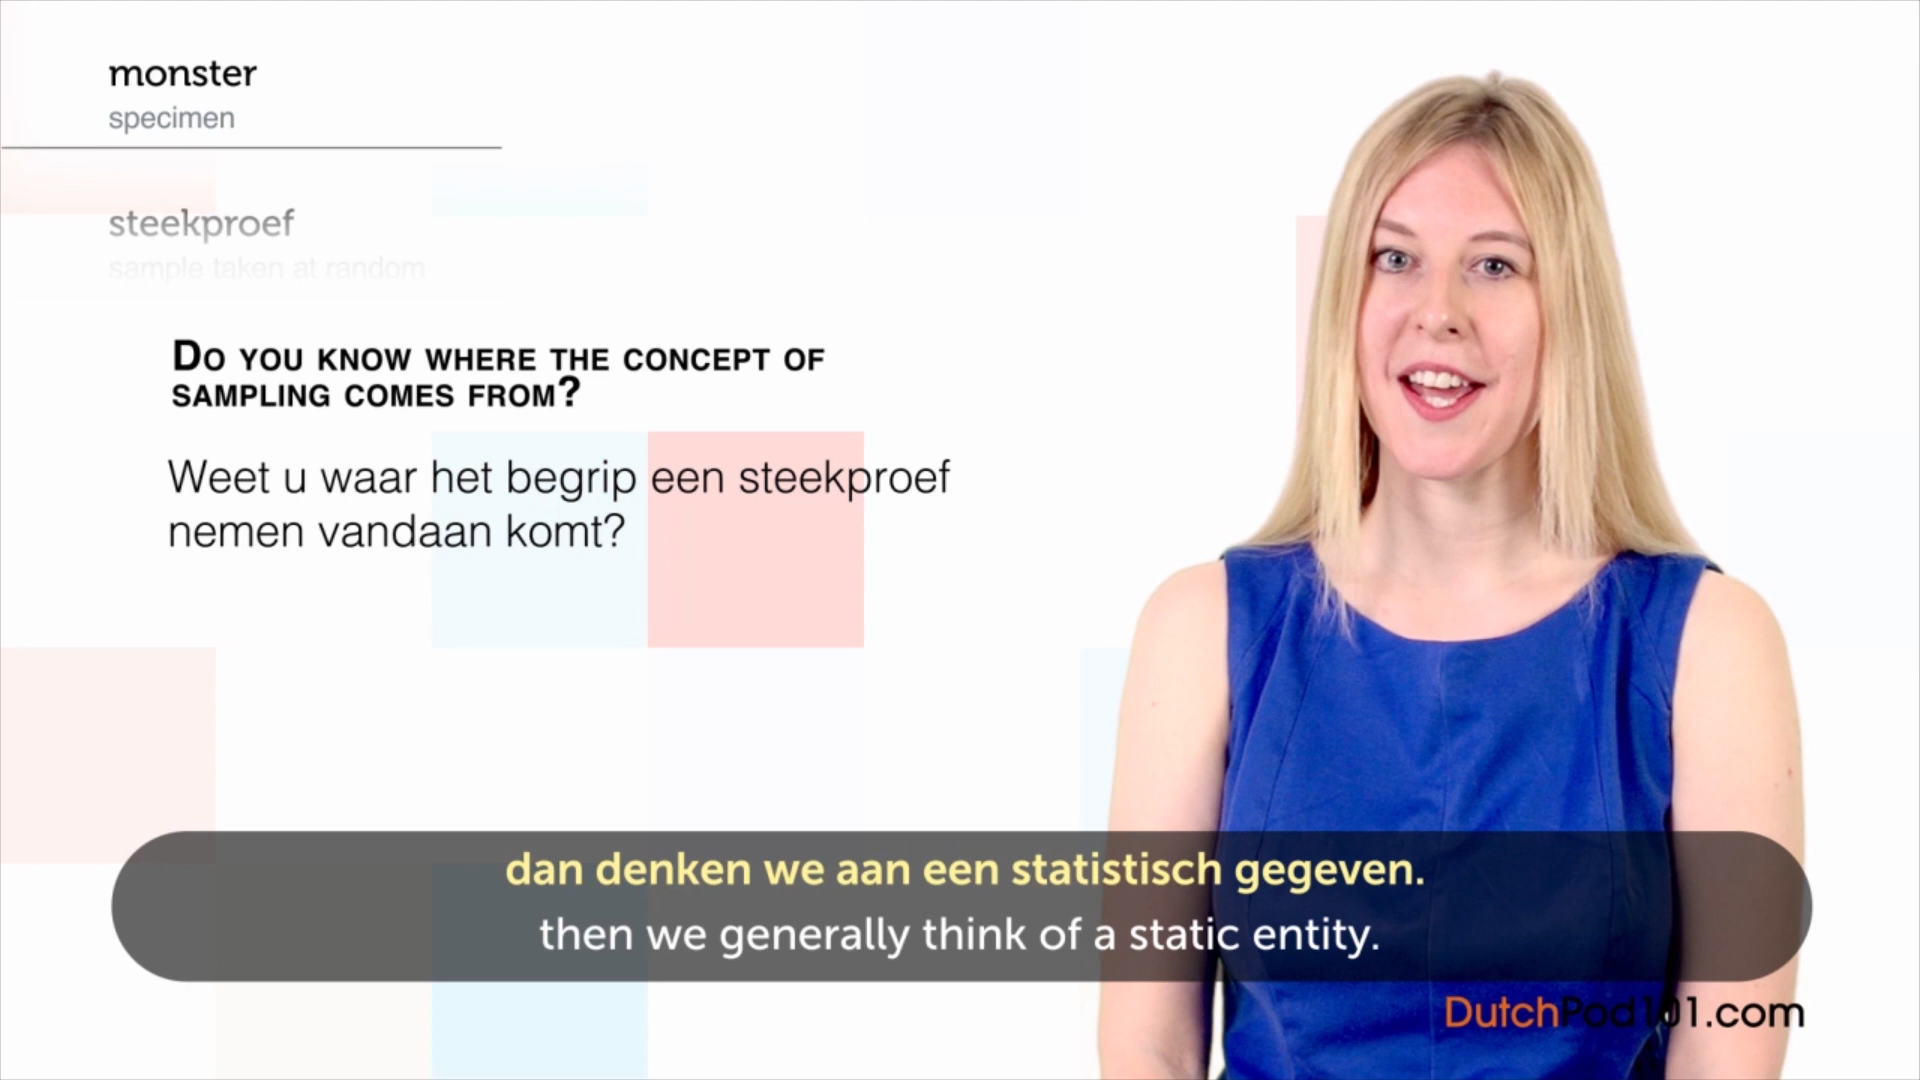 monster
specimen
steekproef
sample taken at random
Do you know where the concept of
sampling comes from?
Weet u waar het begrip een steekproef
nemen vandaan komt?
dan denken we aan een statistisch gegeven.
then we generally think of a static entity.
DutchPod101.com